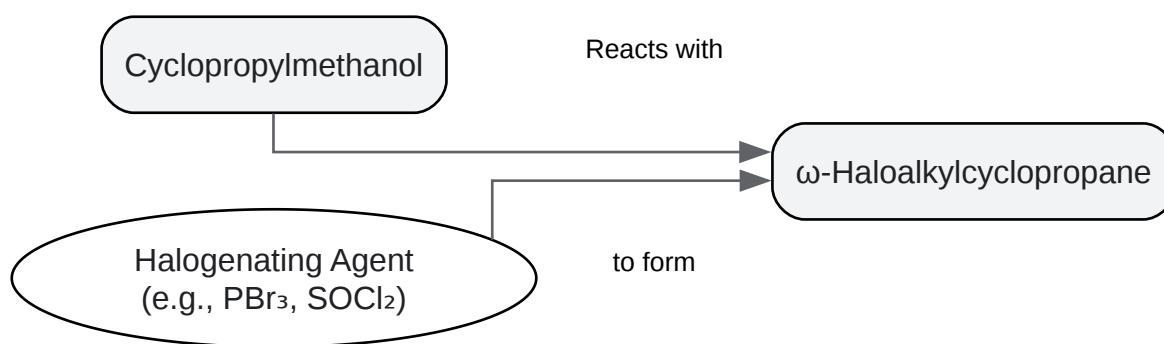 Cyclopropylmethanol
Reacts with
ω-Haloalkylcyclopropane
Halogenating Agent
(e.g., PBr₃, SOCl₂)
to form